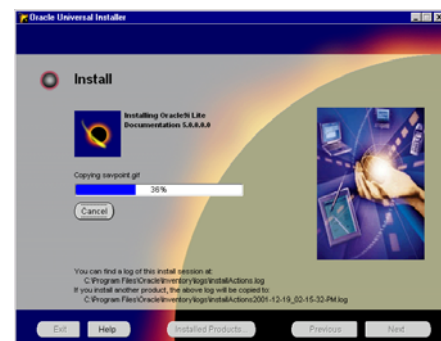 Oracle Universal Installer
Install
Installing Oracle9i Lite
Documentation 5.0.0.0.0
Copying savpoint.gif
36%
Cancel
You can find a log of this install session at:
C:\Program Files\Oracle\Inventory\logs\installActions.log
If you install another product, the above log will be copied to:
C:\Program Files\Oracle\Inventory\logs\installActions2001-12-19_02-15-32-PM.log
Exit
Help
Installed Products...
Previous
Next